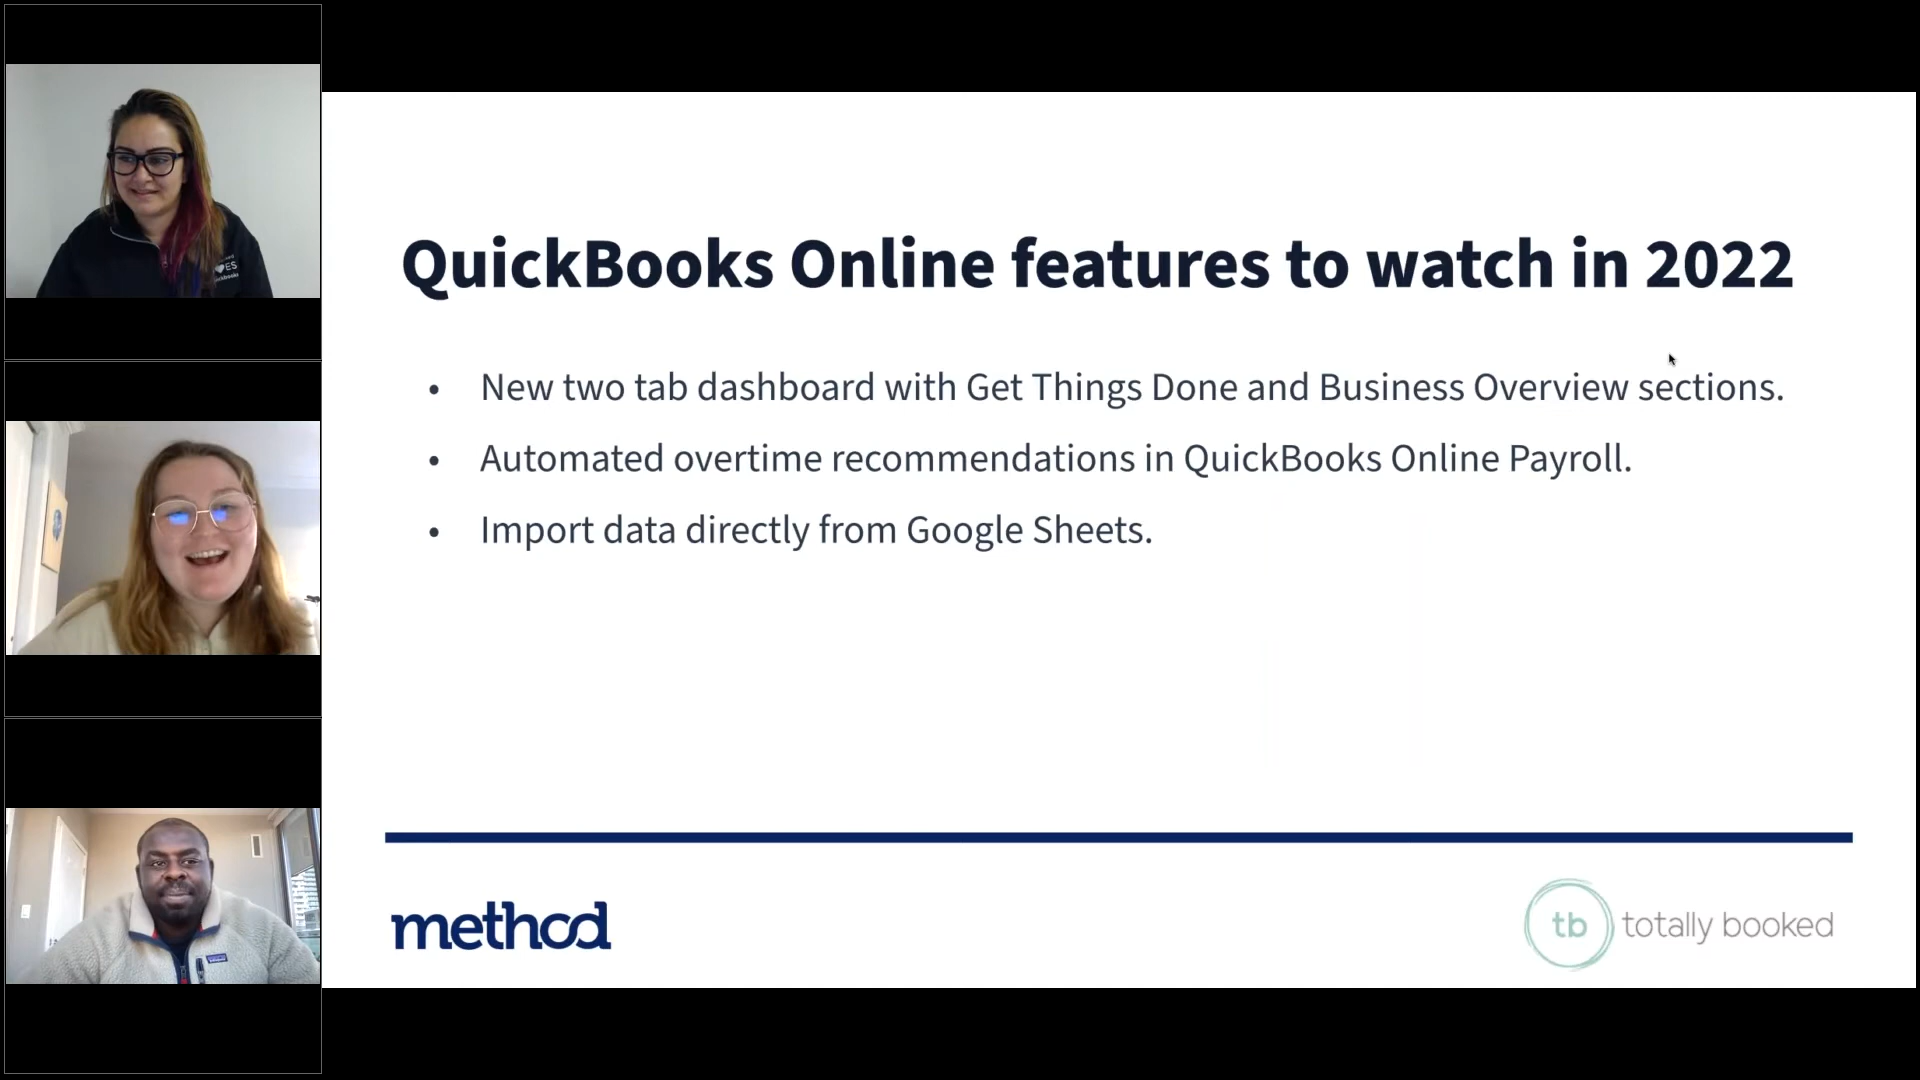 QuickBooks Online features to watch in 2022
• New two tab dashboard with Get Things Done and Business Overview sections.
• Automated overtime recommendations in QuickBooks Online Payroll.
• Import data directly from Google Sheets.
method
tb totally booked